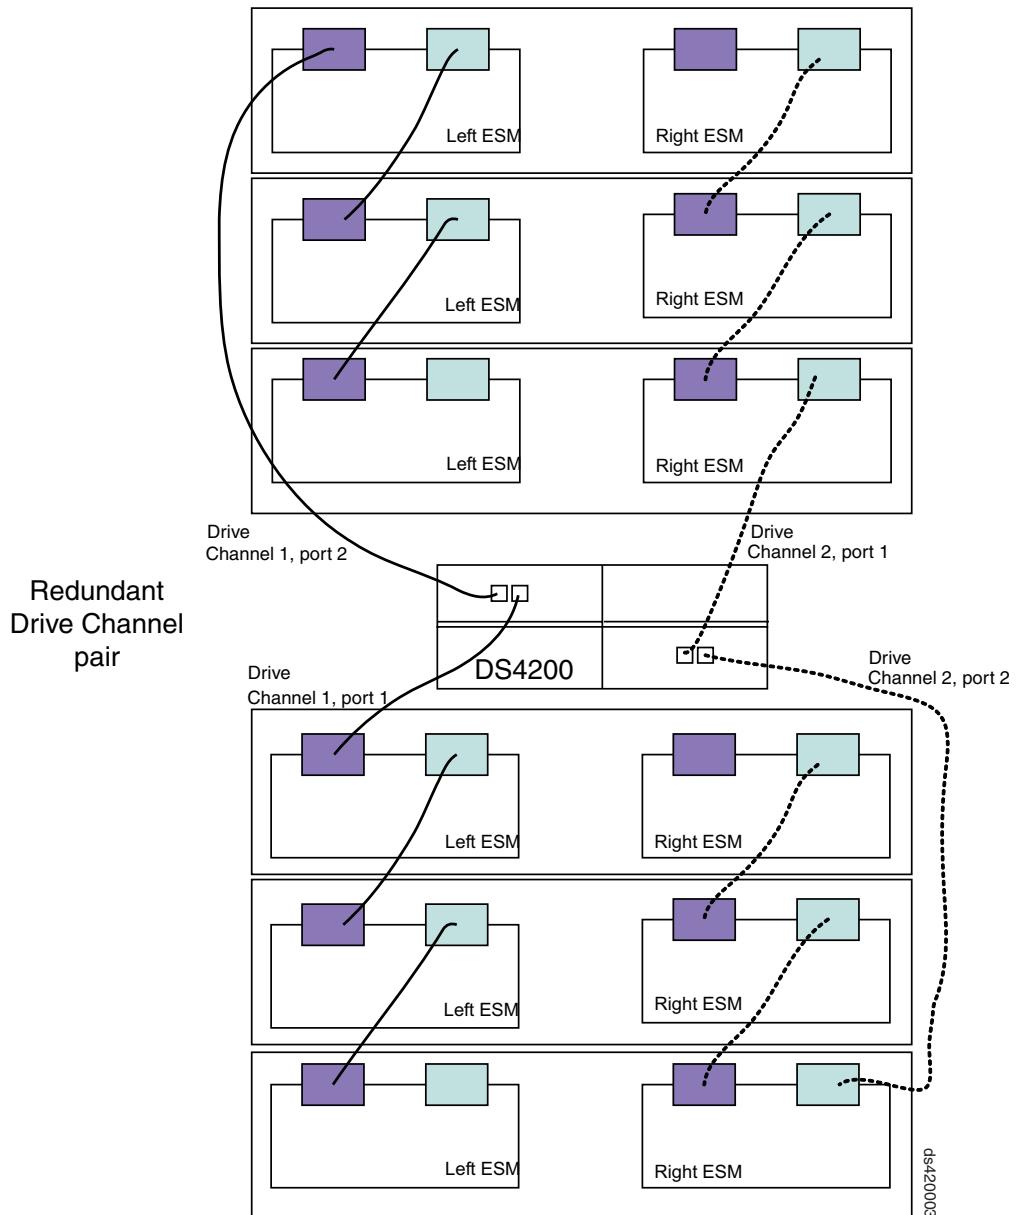 Left ESM
Right ESM
Left ESM
Right ESM
Left ESM
Right ESM
Drive
Channel 1, port 2
Drive
Channel 2, port 1
Redundant
Drive Channel
pair
DS4200
Drive
Channel 1, port 1
Drive
Channel 2, port 2
Left ESM
Right ESM
Left ESM
Right ESM
Left ESM
Right ESM
ds420003